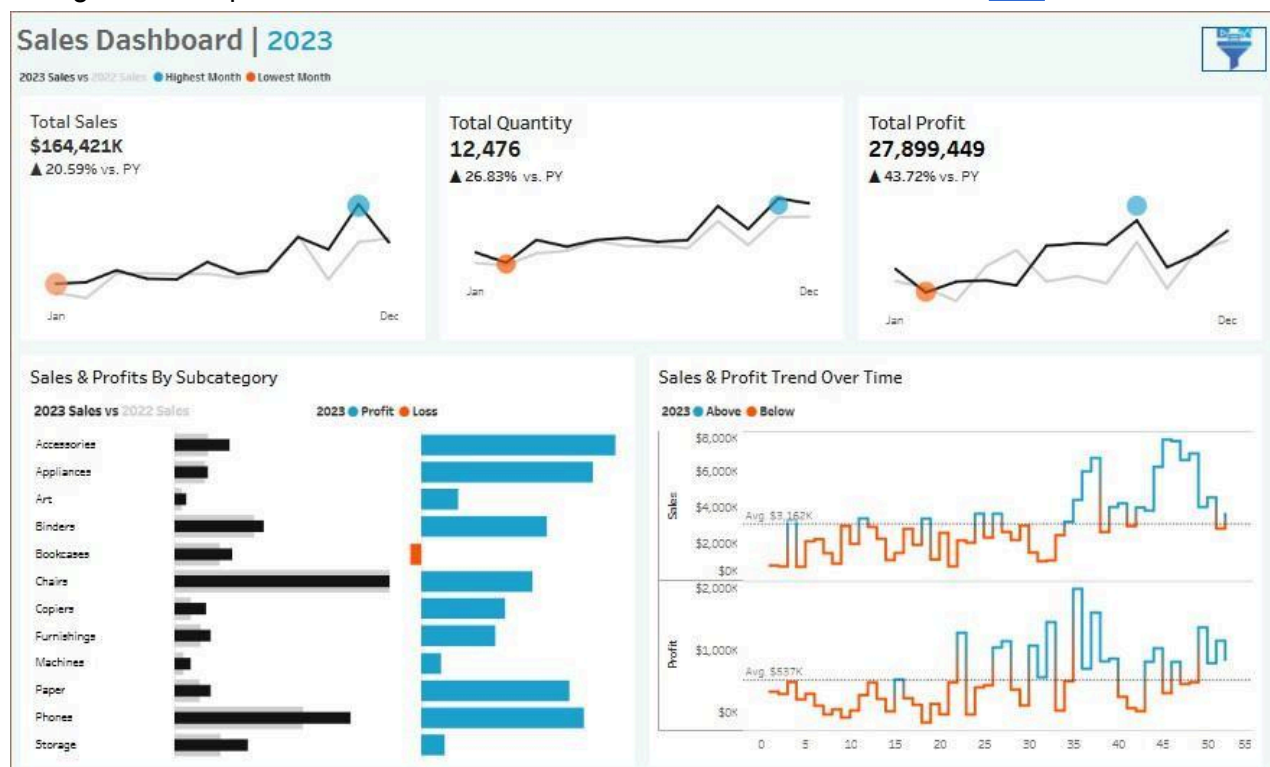 Sales Dashboard | 2023
2023 Sales vs 2022 Sales Highest Month Lowest Month
Total Sales
$164,421K
▲ 20.59% vs. PY
Jan Dec
Total Quantity
12,476
▲ 26.83% vs. PY
Jan Dec
Total Profit
27,899,449
▲ 43.72% vs. PY
Jan Dec
Sales & Profits By Subcategory
2023 Sales vs 2022 Sales 2023 Profit Loss
Accessories
Appliances
Art
Binders
Bookcases
Chairs
Copiers
Furnishings
Machines
Paper
Phones
Storage
Sales & Profit Trend Over Time
2023 Above Below
Sales
$8,000K
$6,000K
$4,000K
Avg. $3,162K
$2,000K
$0K
Profit
$2,000K
$1,000K
Avg. $537K
$0K
0 5 10 15 20 25 30 35 40 45 50 55